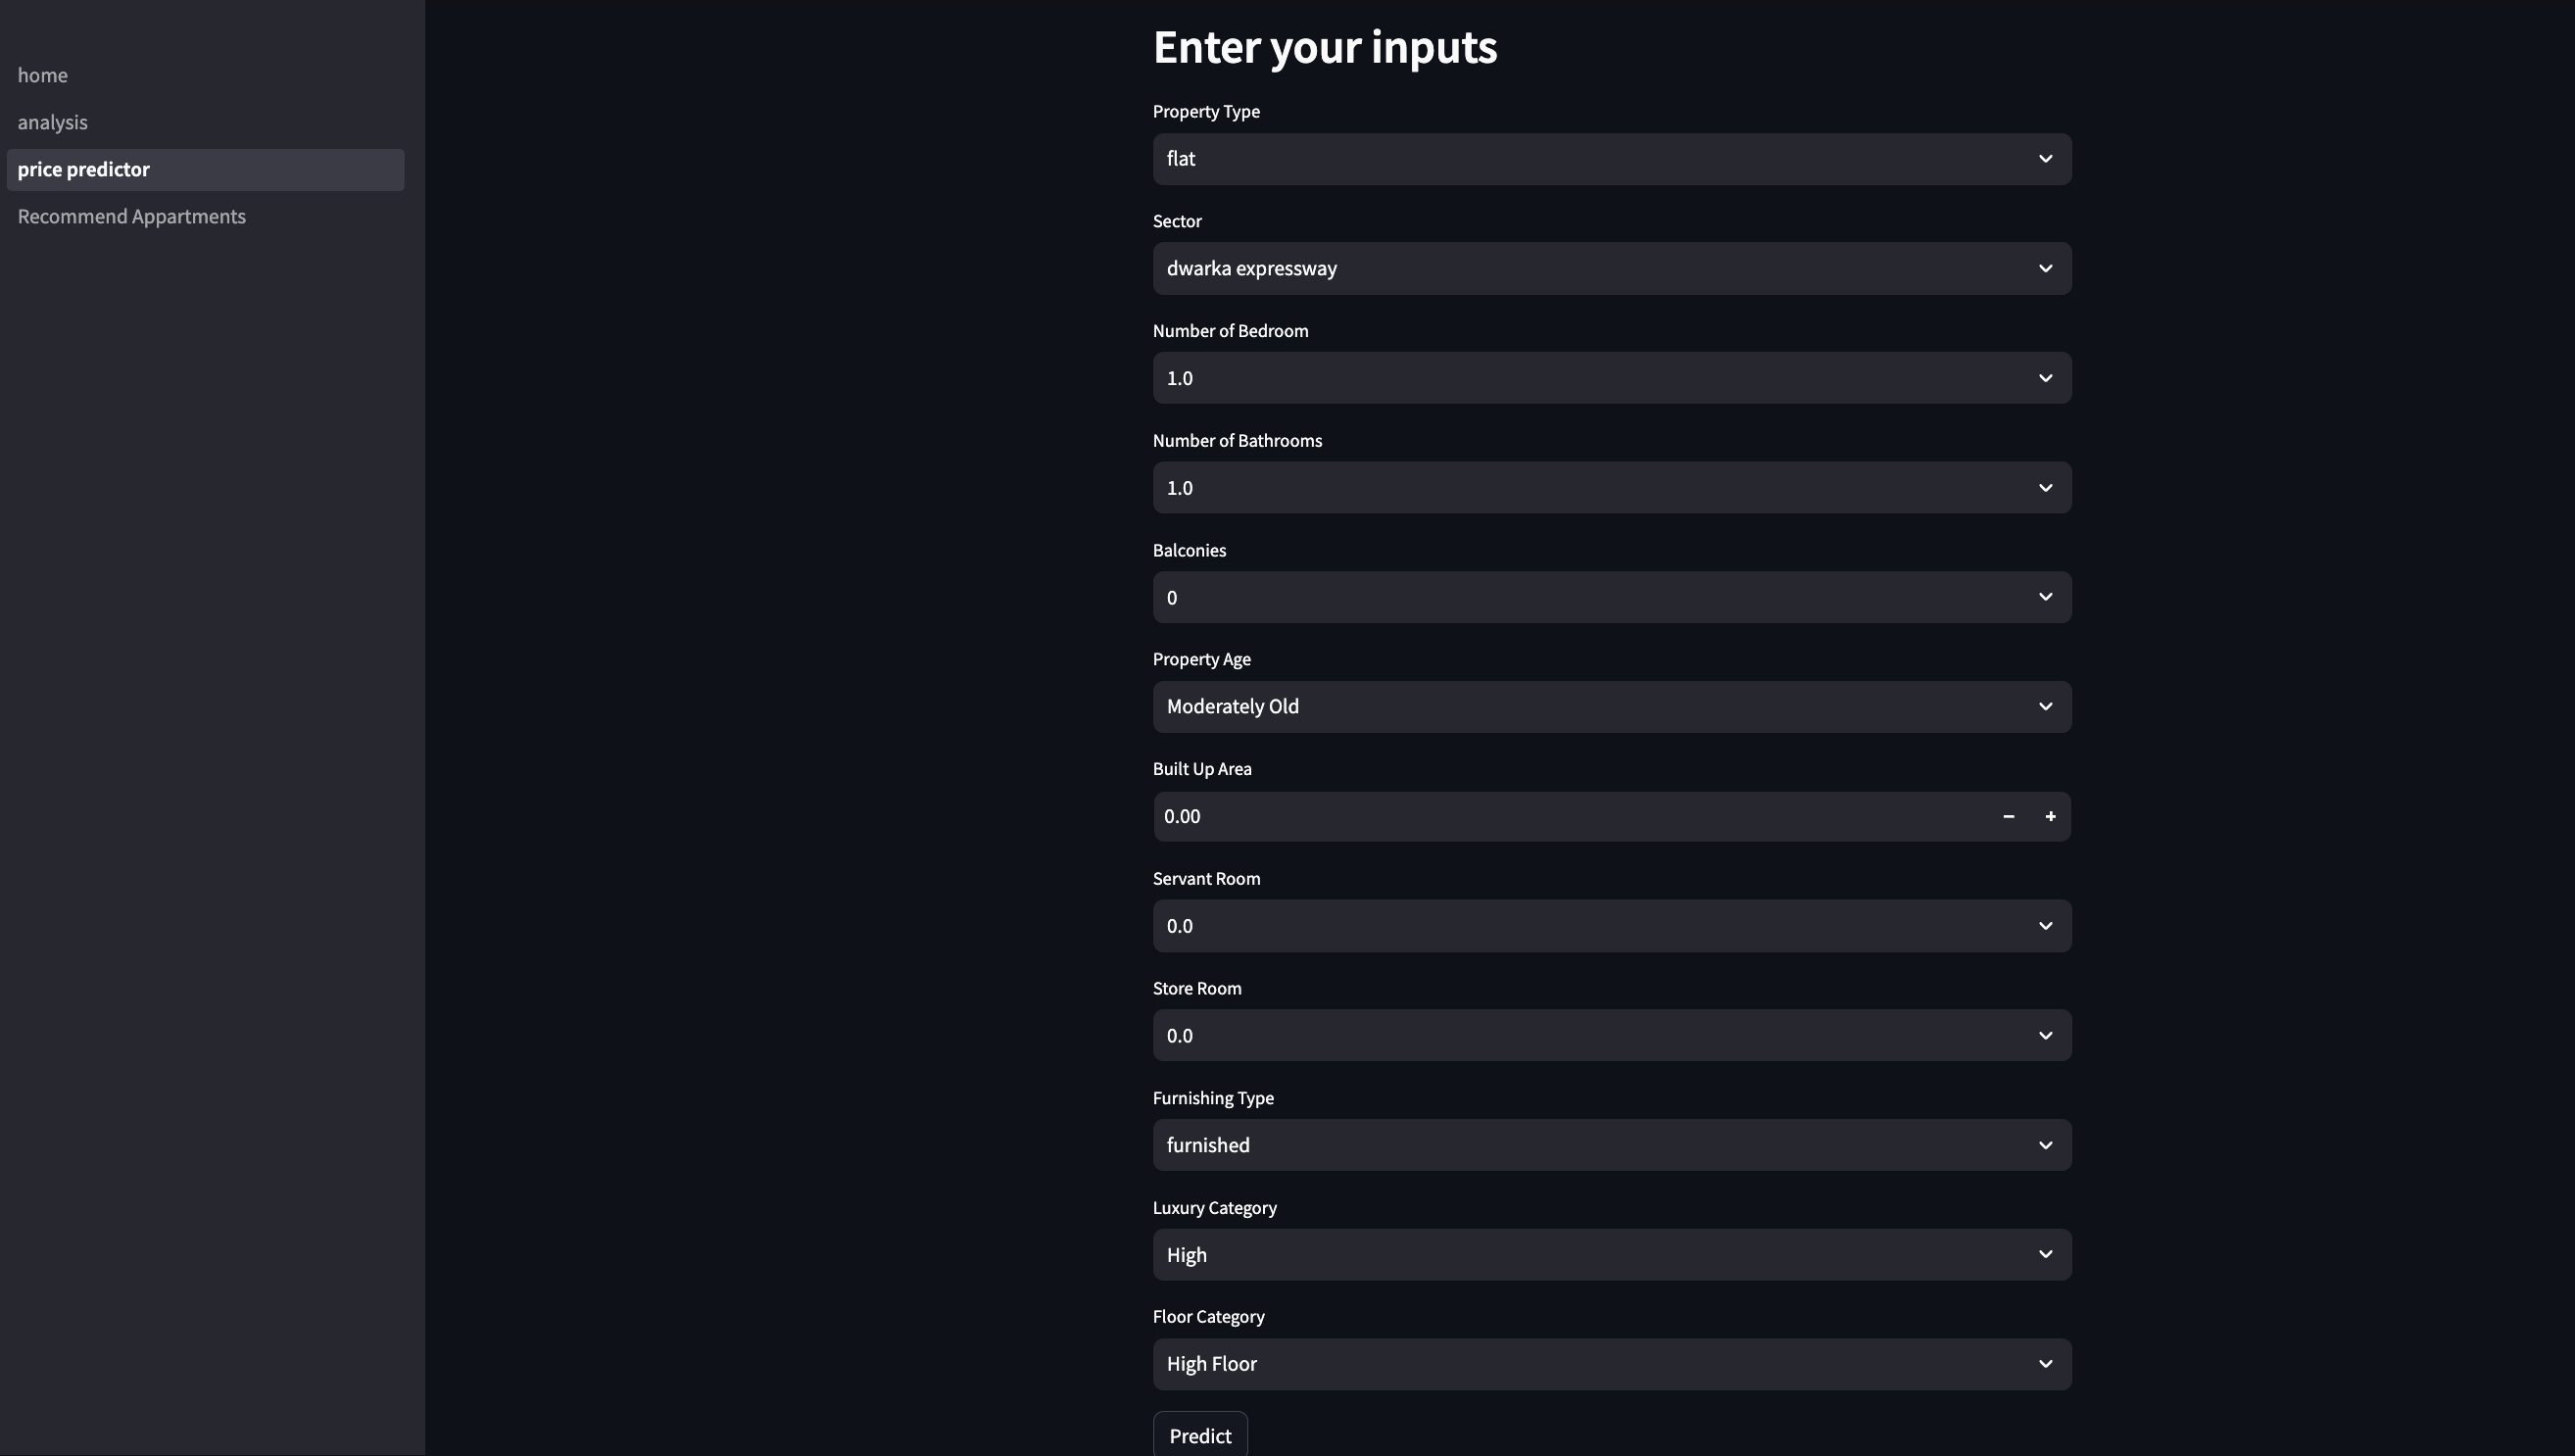 home
analysis
price predictor
Recommend Appartments
Enter your inputs
Property Type
flat
Sector
dwarka expressway
Number of Bedroom
1.0
Number of Bathrooms
1.0
Balconies
0
Property Age
Moderately Old
Built Up Area
0.00
Servant Room
0.0
Store Room
0.0
Furnishing Type
furnished
Luxury Category
High
Floor Category
High Floor
Predict